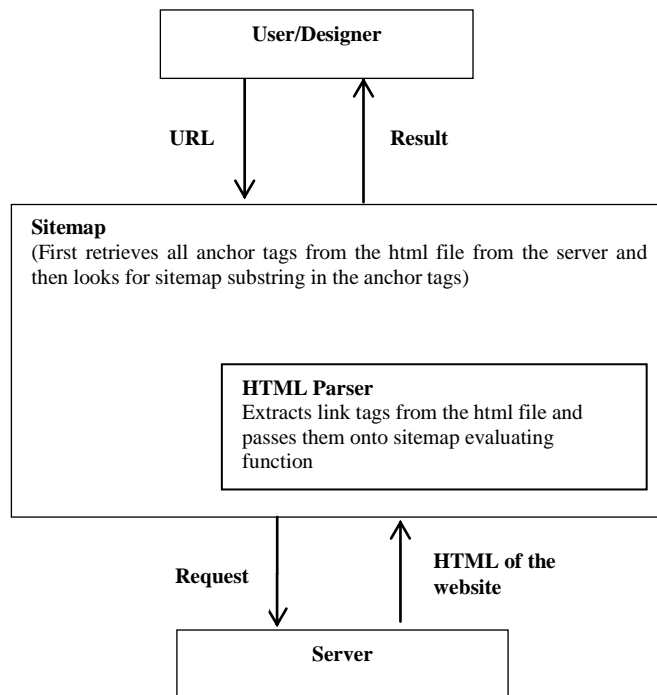 User/Designer
URL
Result
Sitemap
(First retrieves all anchor tags from the html file from the server and
then looks for sitemap substring in the anchor tags)
HTML Parser
Extracts link tags from the html file and
passes them onto sitemap evaluating
function
Request
HTML of the
website
Server